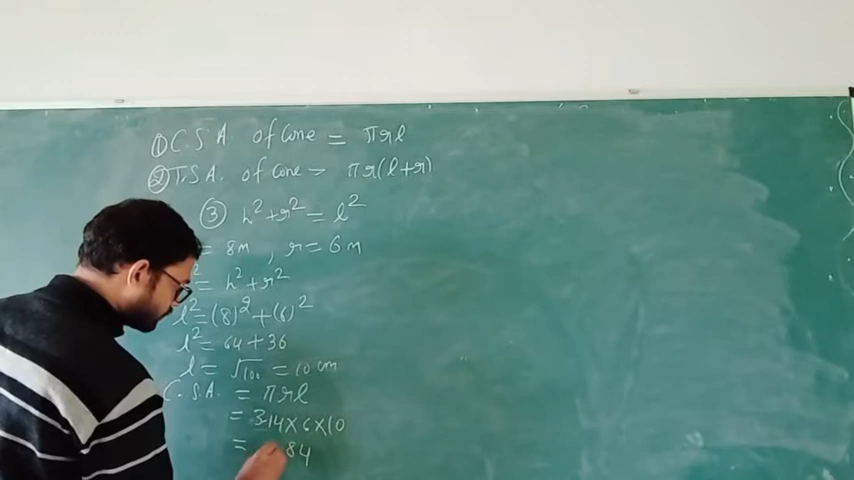 ① C.S.A of Cone = πrl
② T.S.A. of Cone = πr(l+r)
③ h²+r²=l²
= 8m, r=6m
² = h²+r²
l²=(8)²+(6)²
l²=64+36
l=√100 =10 cm
C.S.A. = πrl
= 3.14×6×10
= 84